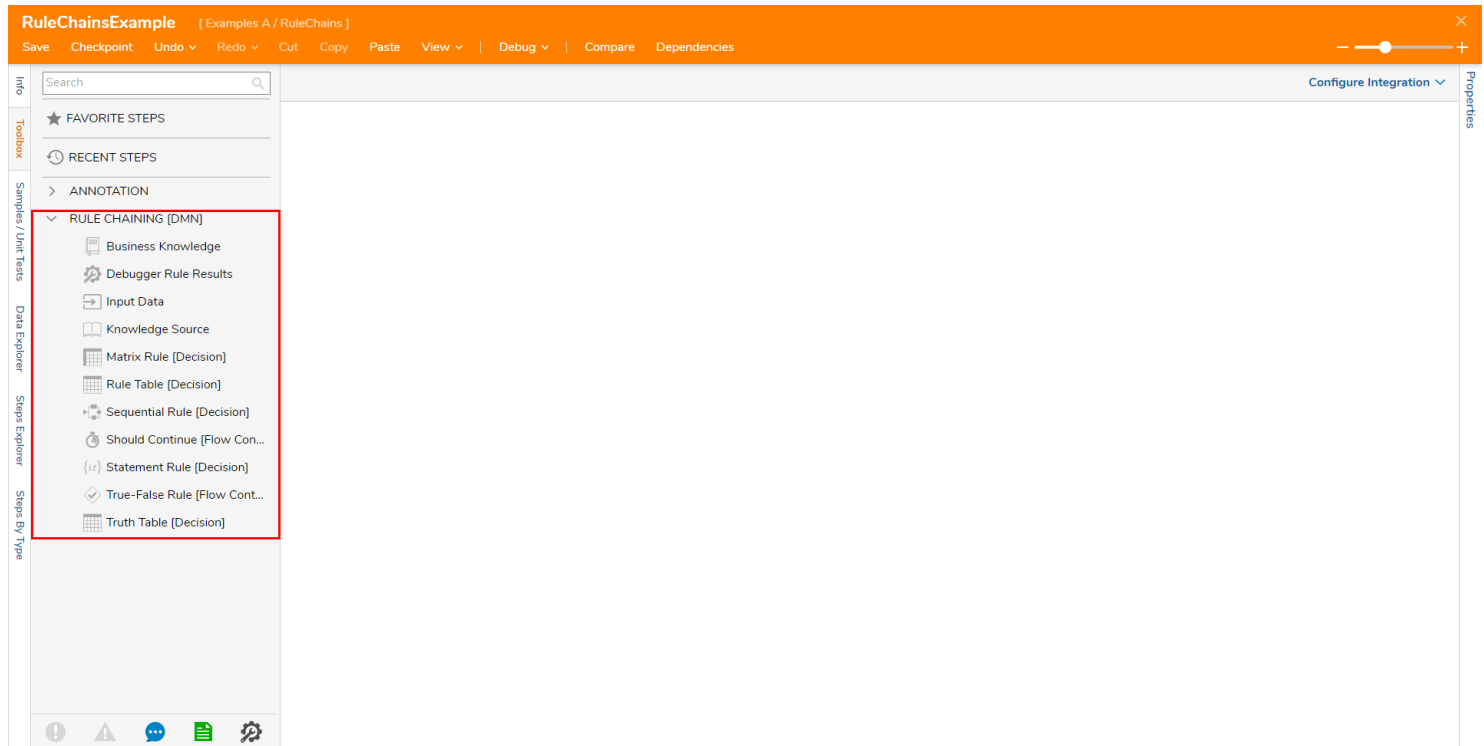 RuleChainsExample [ Examples A / RuleChains ]
Save Checkpoint Undo Redo Cut Copy Paste View | Debug | Compare Dependencies
Info
Toolbox
Samples / Unit Tests
Data Explorer
Steps Explorer
Steps By Type
Search
FAVORITE STEPS
RECENT STEPS
ANNOTATION
RULE CHAINING [DMN]
Business Knowledge
Debugger Rule Results
Input Data
Knowledge Source
Matrix Rule [Decision]
Rule Table [Decision]
Sequential Rule [Decision]
Should Continue [Flow Con...
{if} Statement Rule [Decision]
True-False Rule [Flow Cont...
Truth Table [Decision]
Configure Integration
Properties